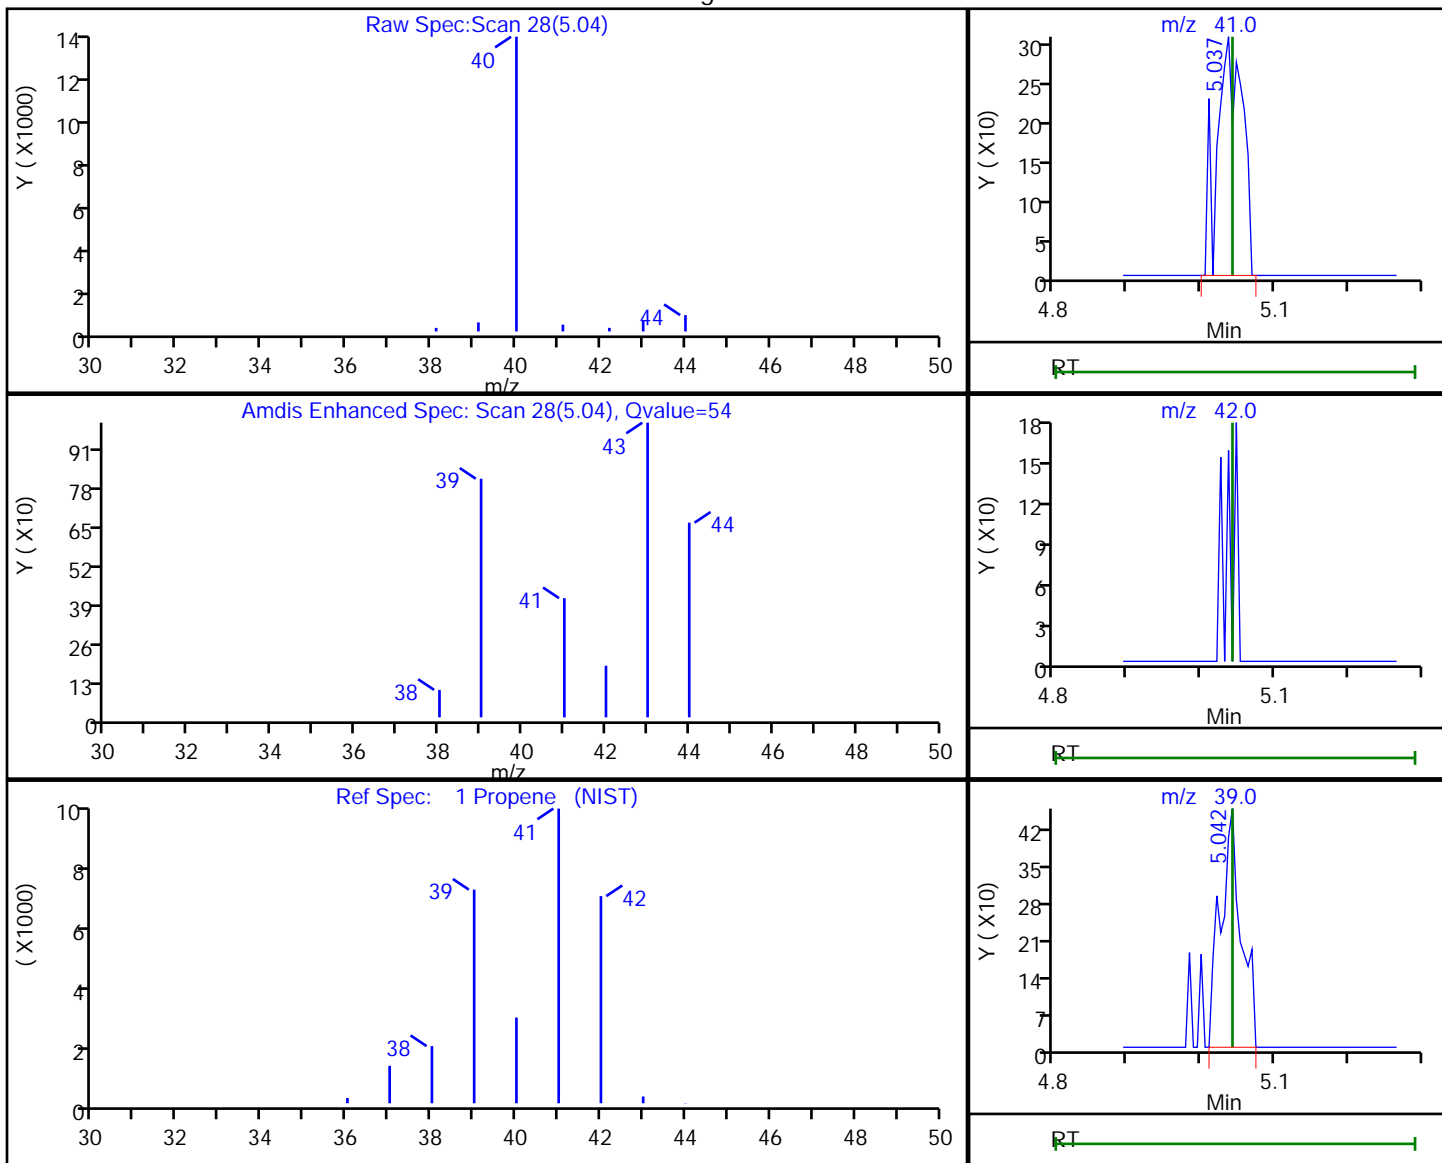 Raw Spec:Scan 28(5.04)
Y ( X1000)
14
12
10
8
6
4
2
0
40
44
30 32 34 36 38 40 42 44 46 48 50
m/z
m/z 41.0
Y ( X10)
30
25
20
15
10
5
0
5.037
4.8 5.1
Min
RT
Amdis Enhanced Spec: Scan 28(5.04), Qvalue=54
Y ( X10)
91
78
65
52
39
26
13
0
38
39
41
43
44
30 32 34 36 38 40 42 44 46 48 50
m/z
m/z 42.0
Y ( X10)
18
15
12
9
6
3
0
4.8 5.1
Min
RT
Ref Spec: 1 Propene (NIST)
( X1000)
10
8
6
4
2
0
38
39
41
42
30 32 34 36 38 40 42 44 46 48 50
m/z 39.0
Y ( X10)
42
35
28
21
14
7
0
5.042
4.8 5.1
Min
RT